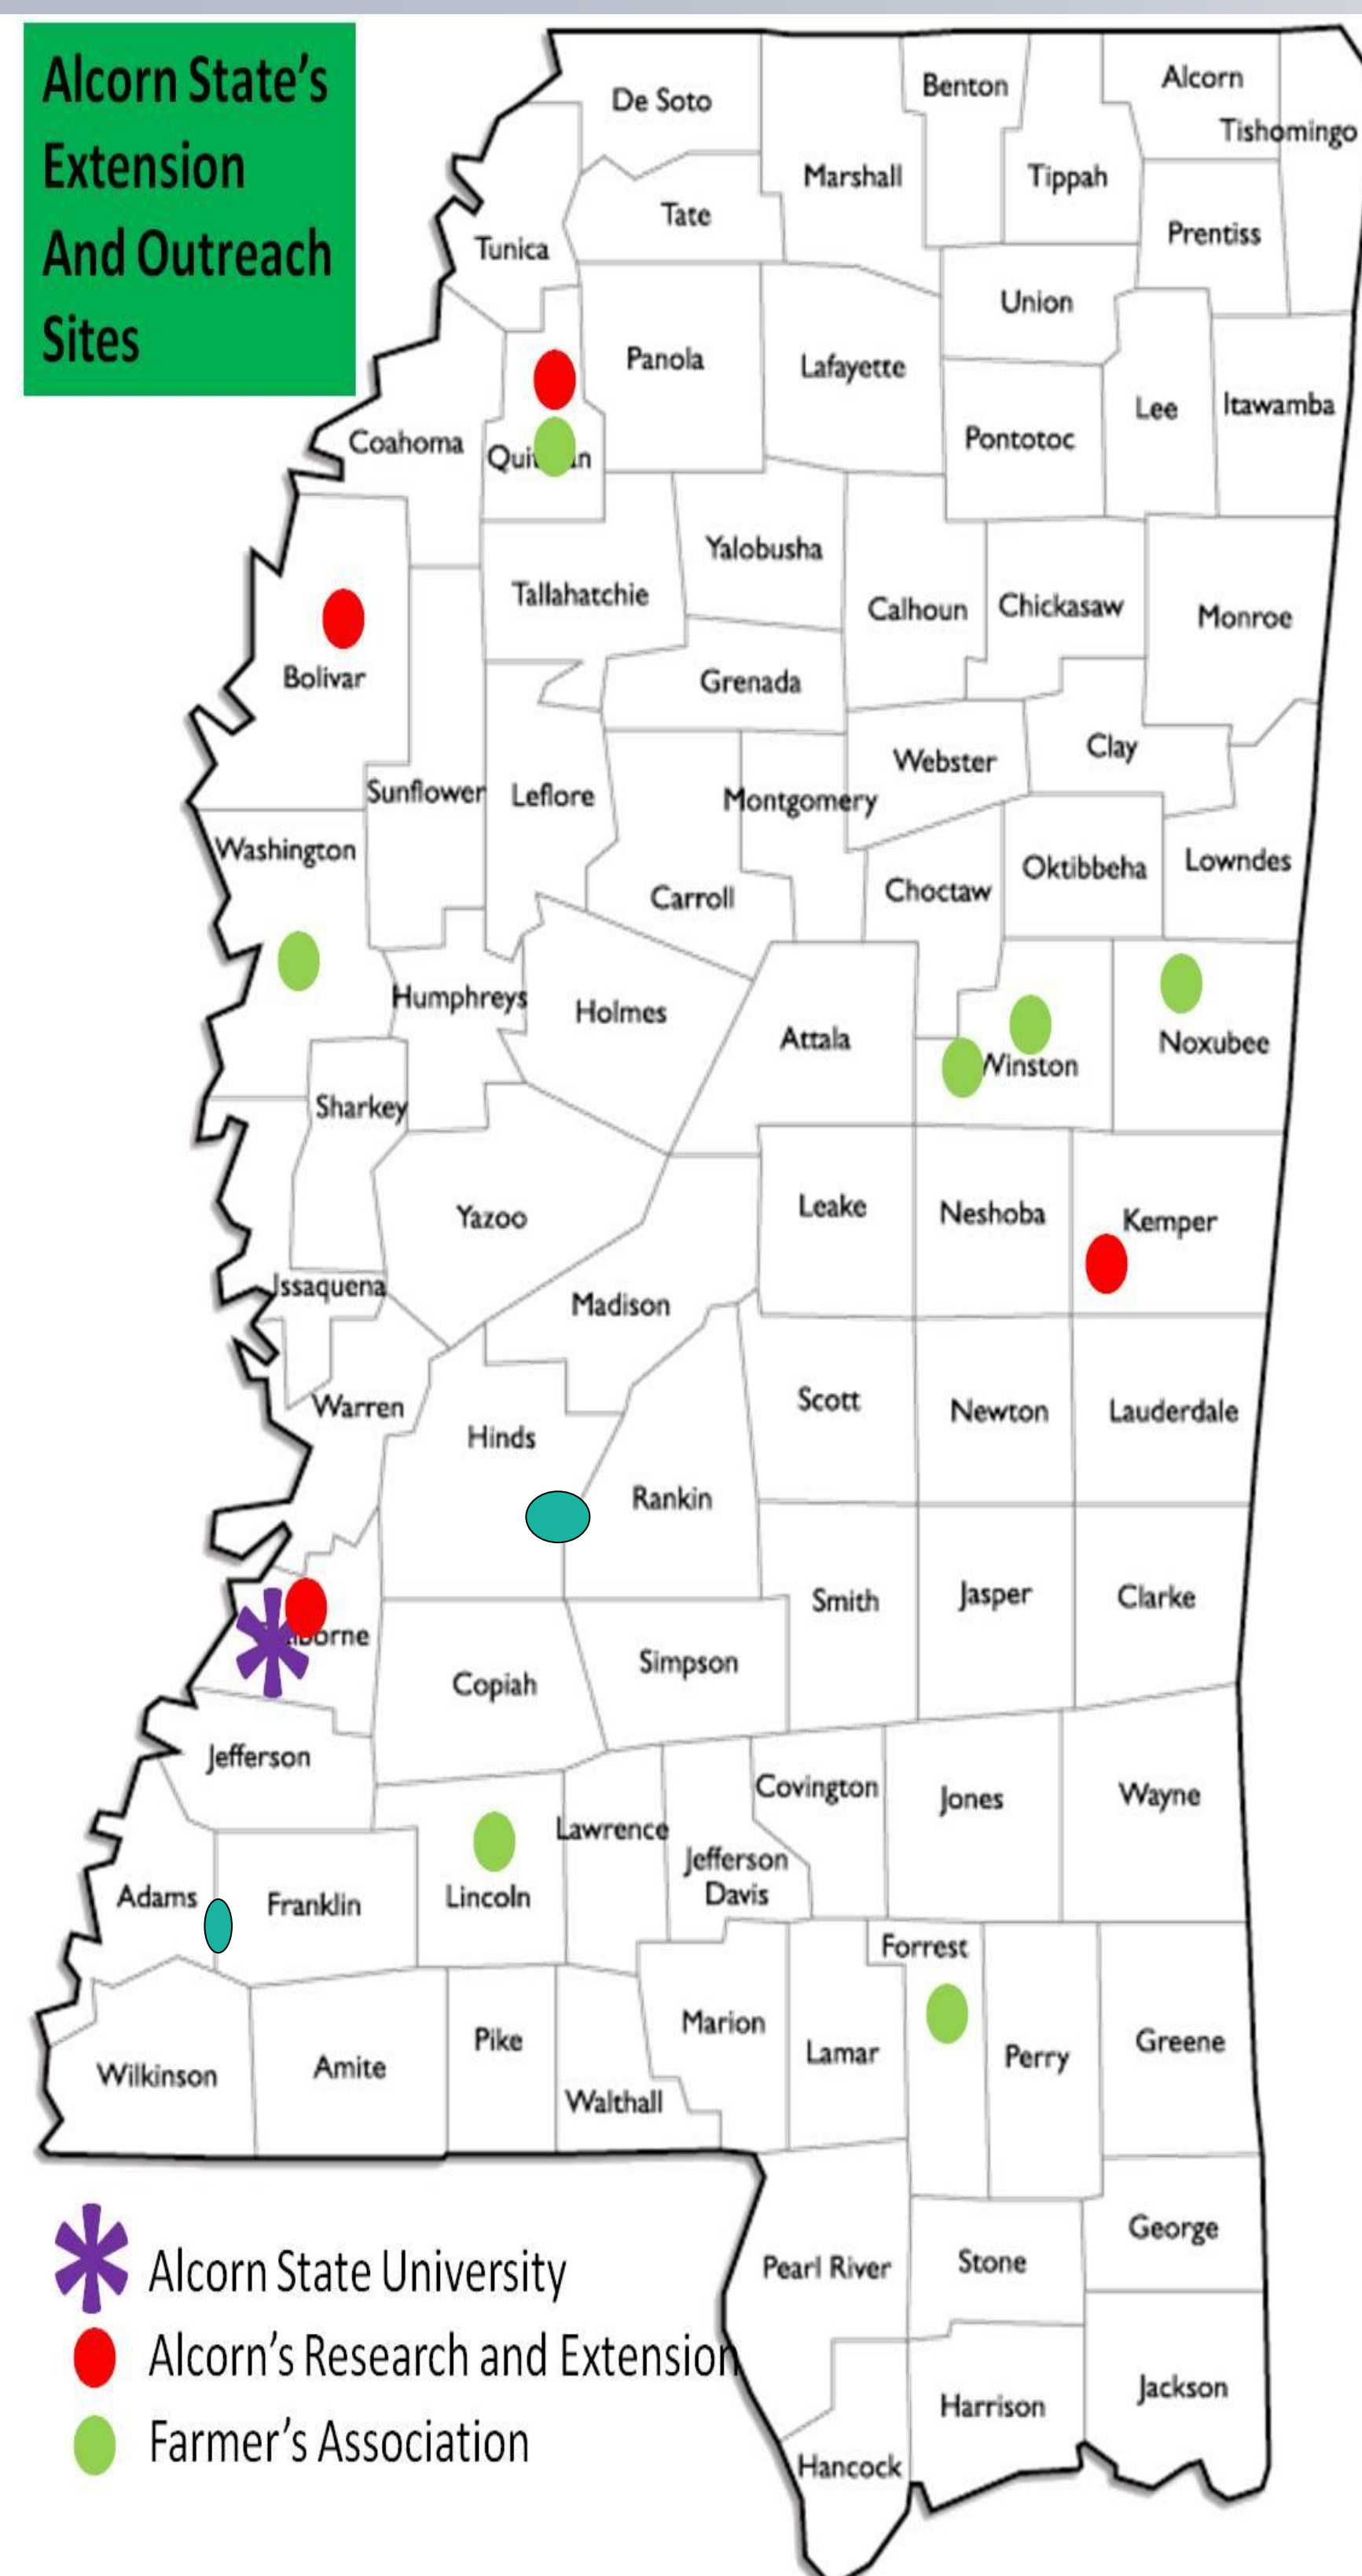 Alcorn State's
Extension
And Outreach
Sites
De Soto
Benton
Alcorn
Tishomingo
Marshall
Tippah
Tate
Prentiss
Tunica
Union
Panola
Lafayette
Lee
Itawamba
Coahoma
Pontotoc
Yalobusha
Tallahatchie
Calhoun
Chickasaw
Monroe
Bolivar
Grenada
Clay
Webster
Sunflower
Leflore
Montgomery
Washington
Oktibbeha
Lowndes
Choctaw
Carroll
Humphreys
Holmes
Attala
Noxubee
Winston
Sharkey
Leake
Neshoba
Kemper
Yazoo
Issaquena
Madison
Warren
Scott
Newton
Lauderdale
Hinds
Rankin
Smith
Jasper
Clarke
Simpson
Copiah
Jefferson
Covington
Jones
Wayne
Lawrence
Jefferson
Davis
Adams
Franklin
Lincoln
Forrest
Marion
Pike
Lamar
Perry
Greene
Wilkinson
Amite
Walthall
George
Pearl River
Stone
Jackson
Harrison
Hancock
Alcorn State University
Alcorn's Research and Extension
Farmer's Association